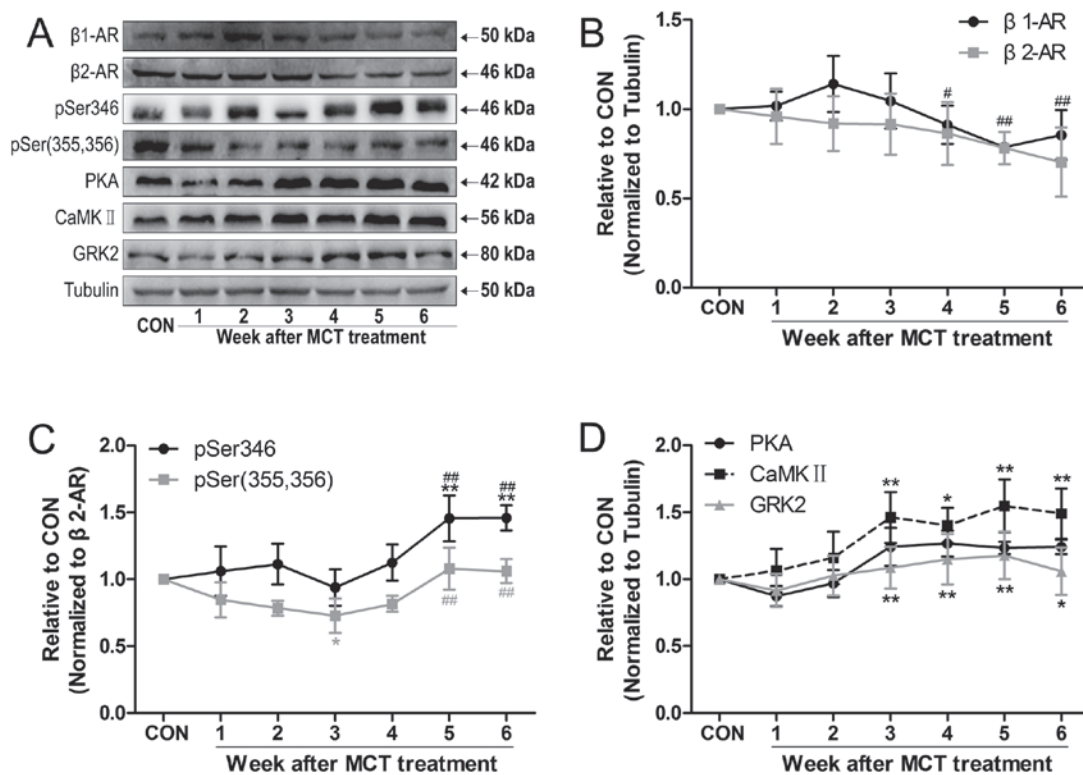 A
β1-AR
←50 kDa
β2-AR
←46 kDa
pSer346
←46 kDa
pSer(355,356)
←46 kDa
PKA
←42 kDa
CaMK Ⅱ
←56 kDa
GRK2
←80 kDa
Tubulin
←50 kDa
CON 1 2 3 4 5 6
Week after MCT treatment
B
β 1-AR
β 2-AR
Relative to CON
(Normalized to Tubulin)
1.5
1.0
0.5
0.0
# ## ##
CON 1 2 3 4 5 6
Week after MCT treatment
C
pSer346
pSer(355,356)
Relative to CON
(Normalized to β 2-AR)
2.0
1.5
1.0
0.5
0.0
## ##
** **
## ##
*
CON 1 2 3 4 5 6
Week after MCT treatment
D
PKA
CaMK Ⅱ
GRK2
Relative to CON
(Normalized to Tubulin)
2.0
1.5
1.0
0.5
0.0
** * ** **
** ** ** *
CON 1 2 3 4 5 6
Week after MCT treatment